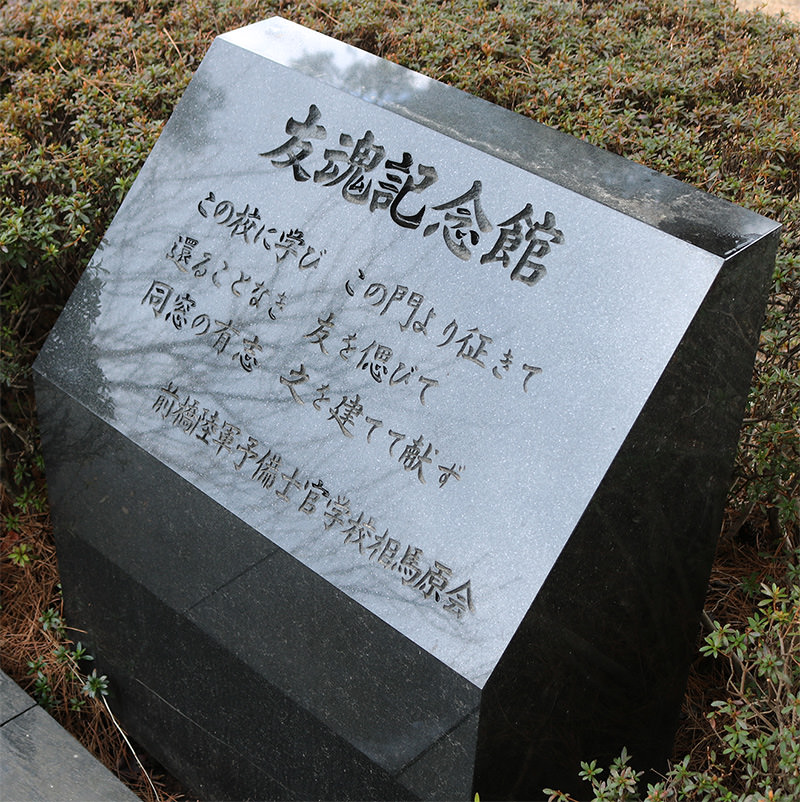 友魂記念館
この校に学び この門より征きて
還ることなき 友を偲びて
同窓の有志 之を建てて献ず
前橋陸軍予備士官学校相馬原会